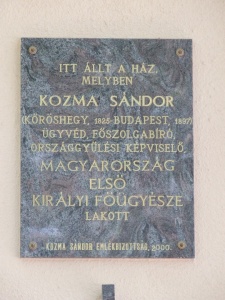 ITT ÁLLT A HÁZ,
MELYBEN
KOZMA SÁNDOR
(KŐRÖSHEGY, 1825-BUDAPEST, 1897)
ÜGYVÉD, FŐSZOLGABÍRÓ,
ORSZÁGGYŰLÉSI KÉPVISELŐ,
MAGYARORSZÁG
ELSŐ
KIRÁLYI FŐÜGYÉSZE
LAKOTT
KOZMA SÁNDOR EMLÉKBIZOTTSÁG, 2000.